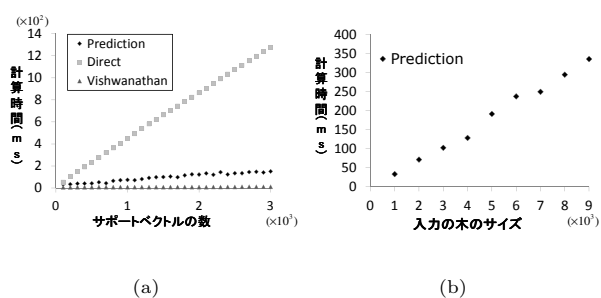 (×10²)
14
12
10
8
6
4
2
0
計算時間(ms)
Prediction
Direct
Vishwanathan
0 1 2 3
サポートベクトルの数 (×10³)
(a)
400
350
300
250
200
150
100
50
0
計算時間(ms)
Prediction
0 1 2 3 4 5 6 7 8 9
入力の木のサイズ (×10³)
(b)